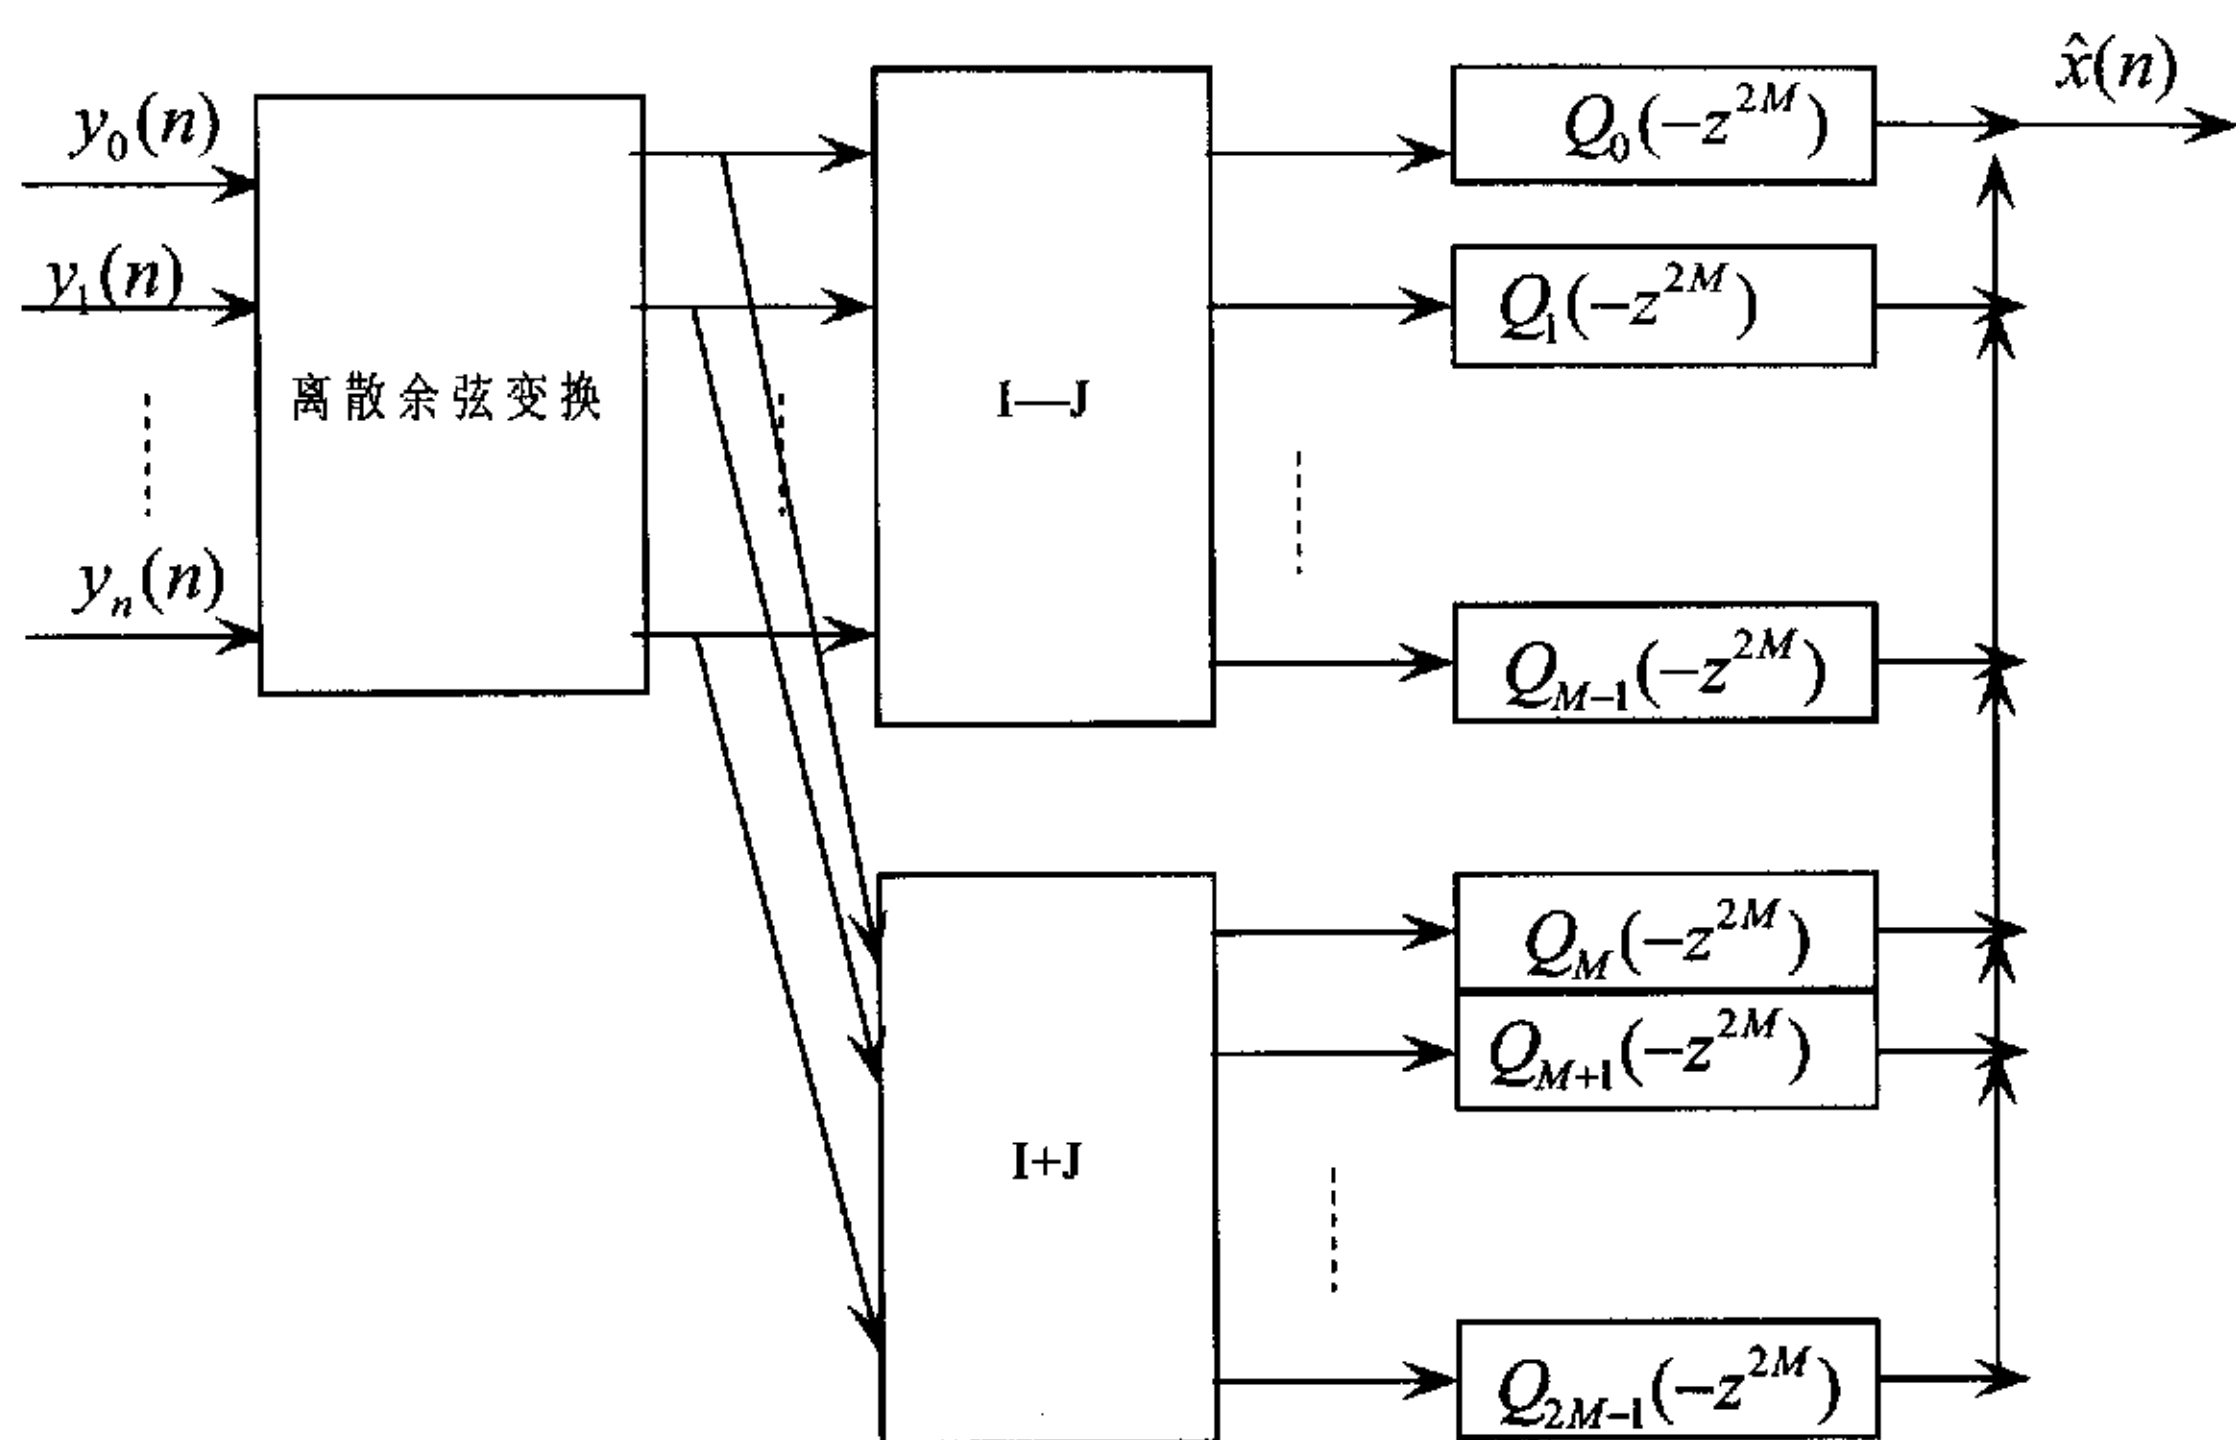 y₀(n)
y₁(n)
yₙ(n)
离散余弦变换
I—J
I+J
Q₀(−z^{2M})
Q₁(−z^{2M})
Q_{M−1}(−z^{2M})
Q_M(−z^{2M})
Q_{M+1}(−z^{2M})
Q_{2M−1}(−z^{2M})
x̂(n)